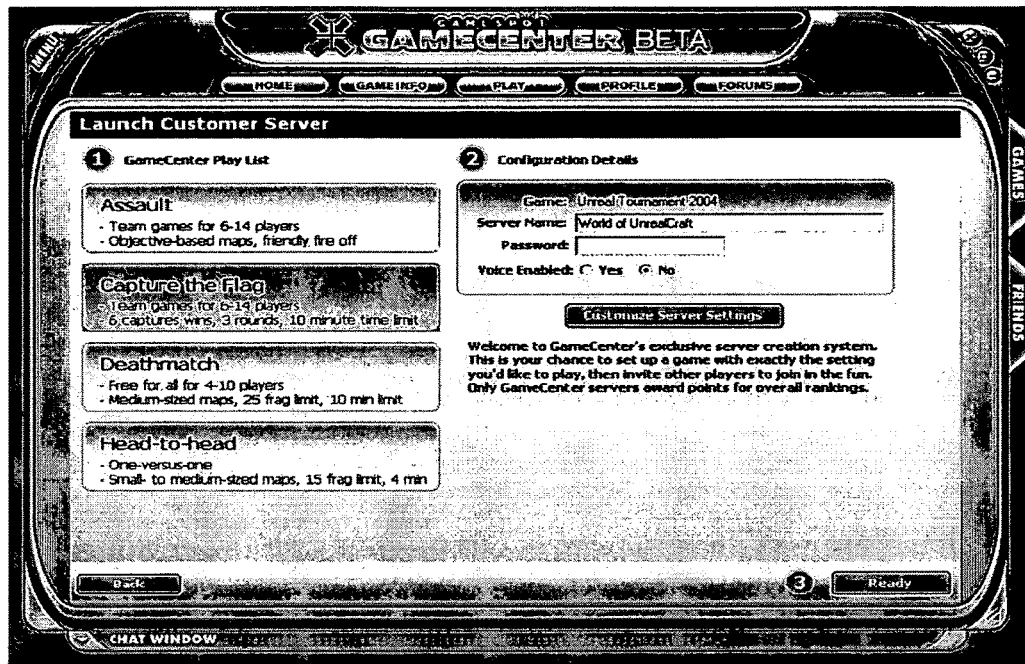 MENU
GAMESPOT
GAMECENTER BETA
HOME
GAME INFO
PLAY
PROFILE
FORUMS
Launch Customer Server
1 GameCenter Play List
Assault
- Team games for 6-14 players
- Objective-based maps, friendly fire off
Capture the Flag
- Team games for 6-14 players
- 6 captures wins, 3 rounds, 10 minute time limit
Deathmatch
- Free for all for 4-10 players
- Medium-sized maps, 25 frag limit, 10 min limit
Head-to-head
- One-versus-one
- Small- to medium-sized maps, 15 frag limit, 4 min
2 Configuration Details
Game: Unreal Tournament 2004
Server Name: World of UnrealCraft
Password:
Voice Enabled: Yes No
Customize Server Settings
Welcome to GameCenter's exclusive server creation system.
This is your chance to set up a game with exactly the setting
you'd like to play, then invite other players to join in the fun.
Only GameCenter servers award points for overall rankings.
Back
3 Ready
GAMES
FRIENDS
CHAT WINDOW